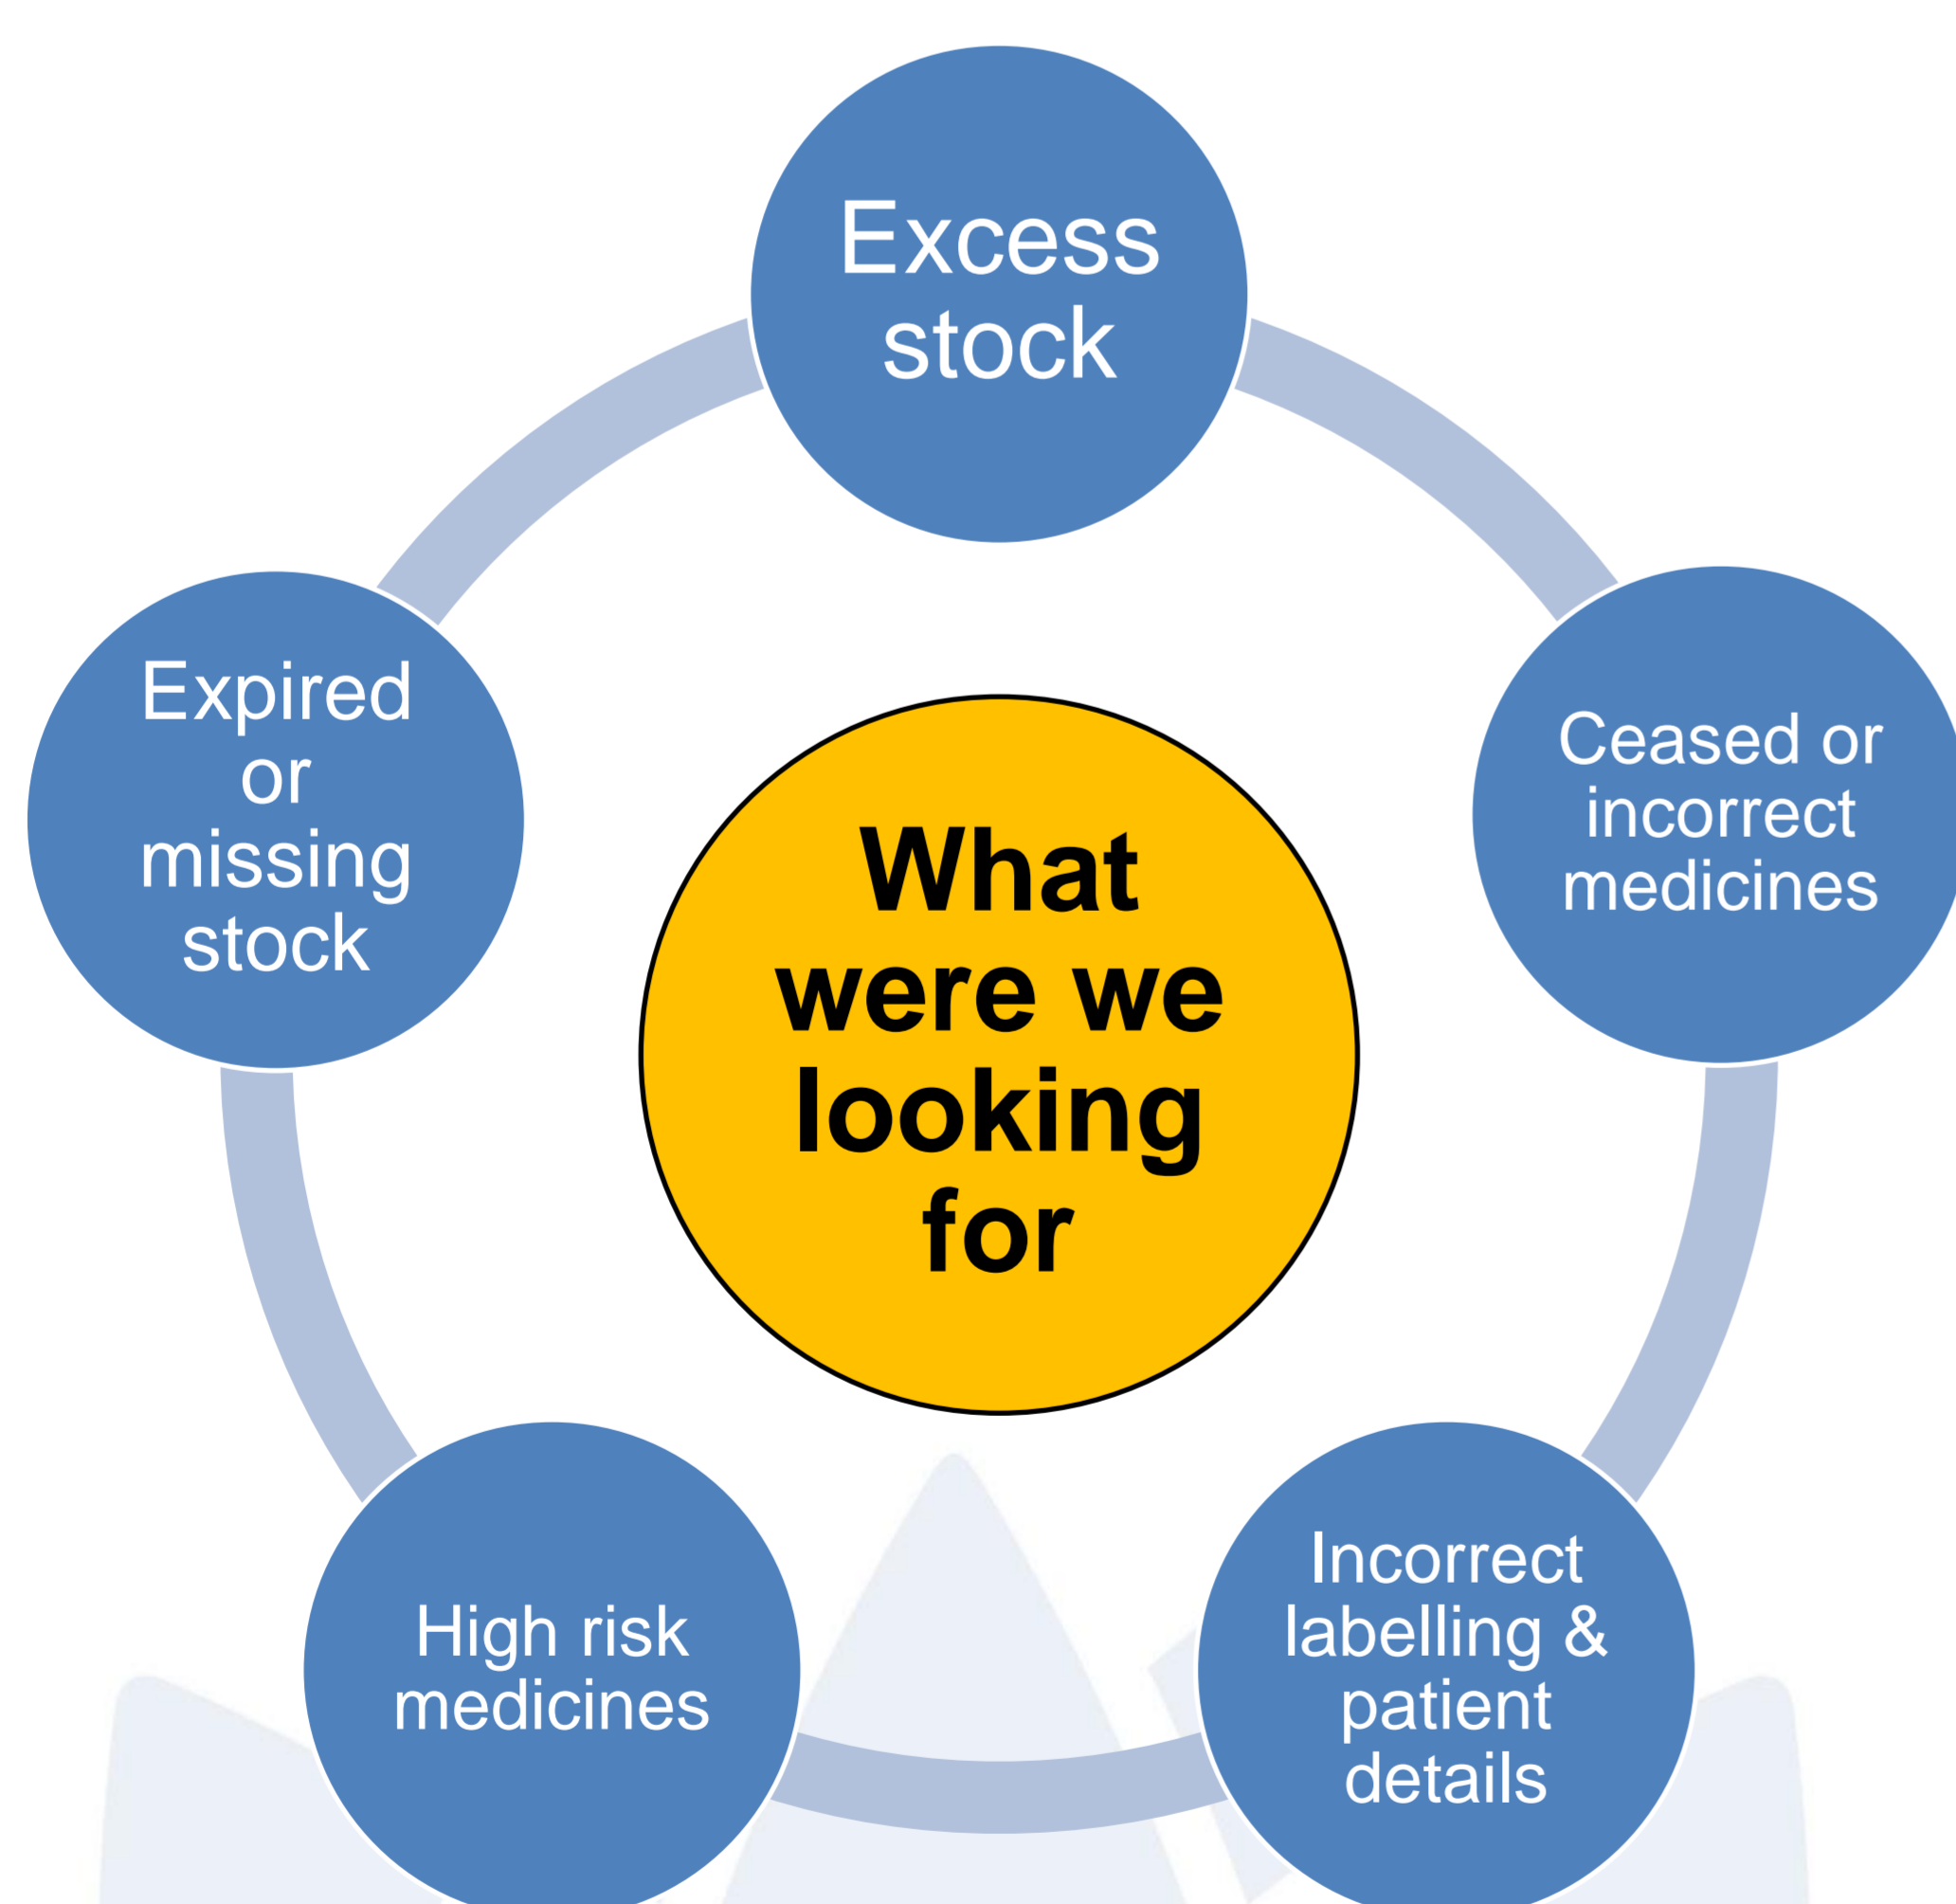 Excess
stock
Ceased or
incorrect
medicines
Incorrect
labelling &
patient
details
High risk
medicines
Expired
or
missing
stock
What
were we
looking
for